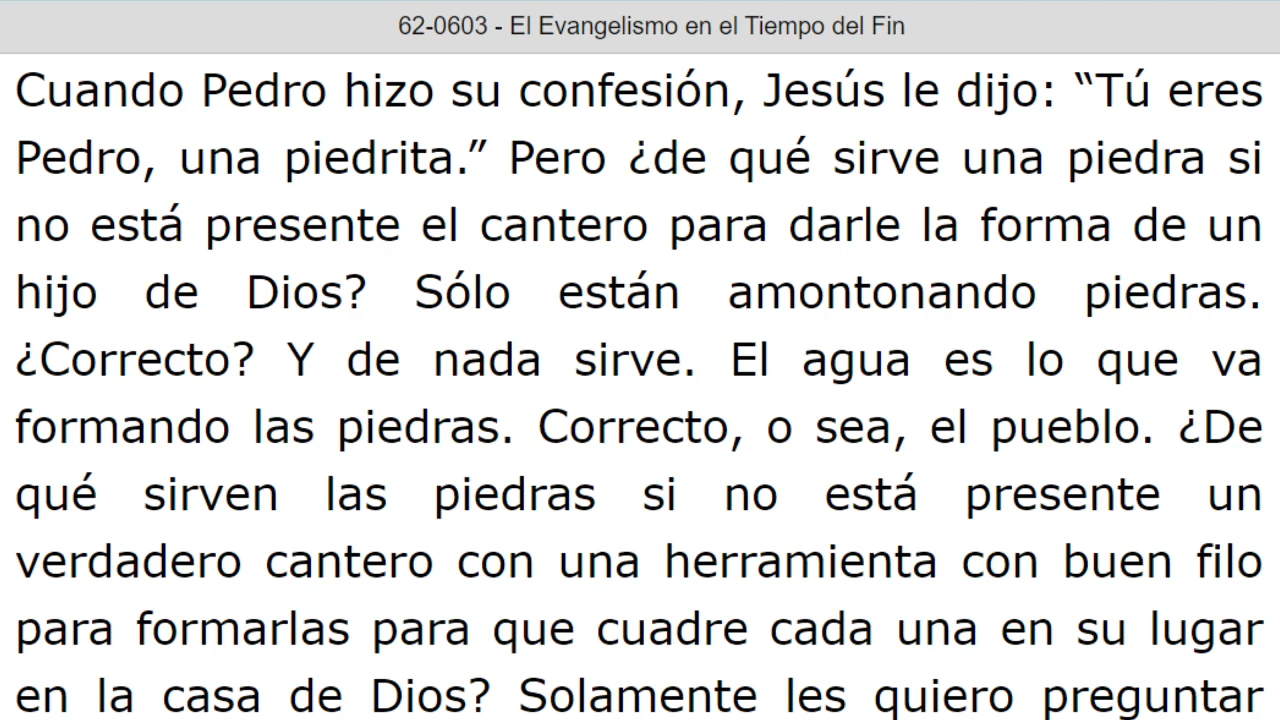 62-0603 - El Evangelismo en el Tiempo del Fin
Cuando Pedro hizo su confesión, Jesús le dijo: “Tú eres
Pedro, una piedrita.” Pero ¿de qué sirve una piedra si
no está presente el cantero para darle la forma de un
hijo de Dios? Sólo están amontonando piedras.
¿Correcto? Y de nada sirve. El agua es lo que va
formando las piedras. Correcto, o sea, el pueblo. ¿De
qué sirven las piedras si no está presente un
verdadero cantero con una herramienta con buen filo
para formarlas para que cuadre cada una en su lugar
en la casa de Dios? Solamente les quiero preguntar